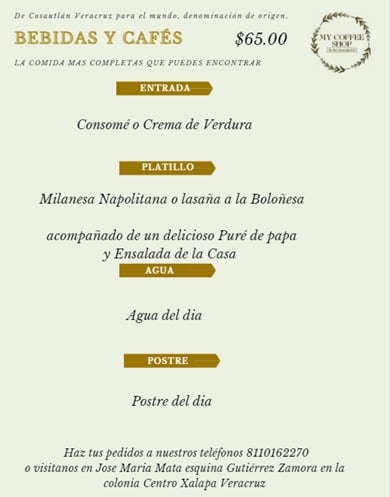 De Cosautlán Veracruz para el mundo, denominación de origen.
BEBIDAS Y CAFÉS
$65.00
MY COFFEE
SHOP
LA COMIDA MAS COMPLETAS QUE PUEDES ENCONTRAR
ENTRADA
Consomé o Crema de Verdura
PLATILLO
Milanesa Napolitana o lasaña a la Boloñesa
acompañado de un delicioso Puré de papa
y Ensalada de la Casa
AGUA
Agua del dia
POSTRE
Postre del dia
Haz tus pedidos a nuestros teléfonos 8110162270
o visitanos en Jose Maria Mata esquina Gutiérrez Zamora en la
colonia Centro Xalapa Veracruz